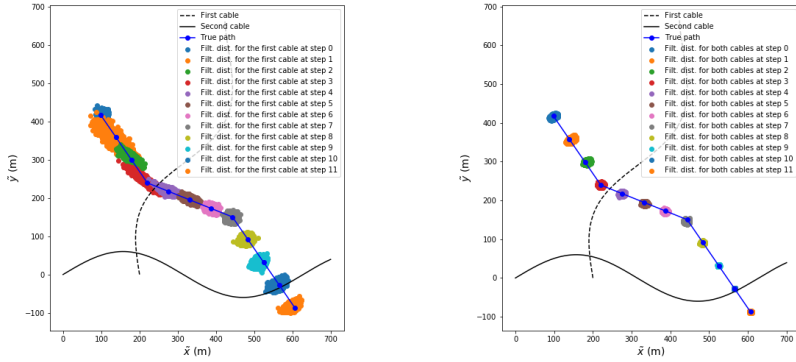 First cable
Second cable
True path
Filt. dist. for the first cable at step 0
Filt. dist. for the first cable at step 1
Filt. dist. for the first cable at step 2
Filt. dist. for the first cable at step 3
Filt. dist. for the first cable at step 4
Filt. dist. for the first cable at step 5
Filt. dist. for the first cable at step 6
Filt. dist. for the first cable at step 7
Filt. dist. for the first cable at step 8
Filt. dist. for the first cable at step 9
Filt. dist. for the first cable at step 10
Filt. dist. for the first cable at step 11
700
600
500
400
300
200
100
0
−100
ỹ (m)
0 100 200 300 400 500 600 700
x̃ (m)
First cable
Second cable
True path
Filt. dist. for both cables at step 0
Filt. dist. for both cables at step 1
Filt. dist. for both cables at step 2
Filt. dist. for both cables at step 3
Filt. dist. for both cables at step 4
Filt. dist. for both cables at step 5
Filt. dist. for both cables at step 6
Filt. dist. for both cables at step 7
Filt. dist. for both cables at step 8
Filt. dist. for both cables at step 9
Filt. dist. for both cables at step 10
Filt. dist. for both cables at step 11
700
600
500
400
300
200
100
0
−100
ỹ (m)
0 100 200 300 400 500 600 700
x̃ (m)